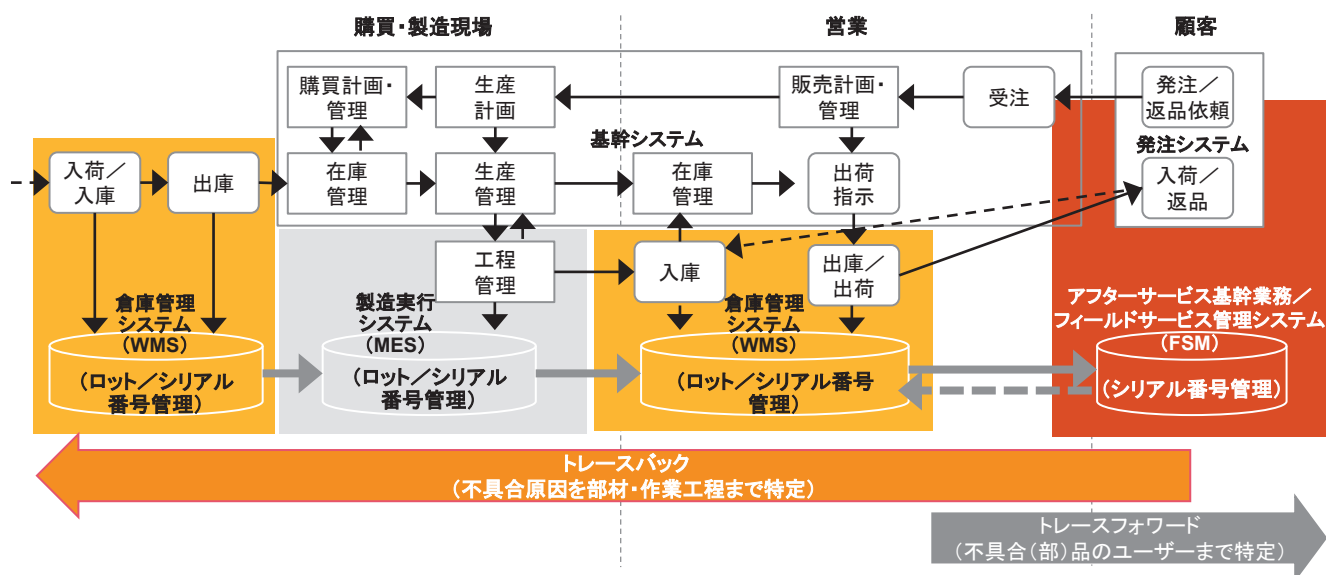 購買・製造現場
営業
顧客
購買計画・
管理
生産
計画
販売計画・
管理
受注
発注／
返品依頼
基幹システム
発注システム
入荷／
入庫
出庫
在庫
管理
生産
管理
在庫
管理
出荷
指示
入荷／
返品
工程
管理
入庫
出庫／
出荷
倉庫管理
システム
（WMS）
（ロット／シリアル
番号管理）
製造実行
システム
（MES）
（ロット／シリアル
番号管理）
倉庫管理
システム
（WMS）
（ロット／シリアル番号
管理）
アフターサービス基幹業務／
フィールドサービス管理システム
（FSM）
（シリアル番号管理）
トレースバック
（不具合原因を部材・作業工程まで特定）
トレースフォワード
（不具合（部）品のユーザーまで特定）